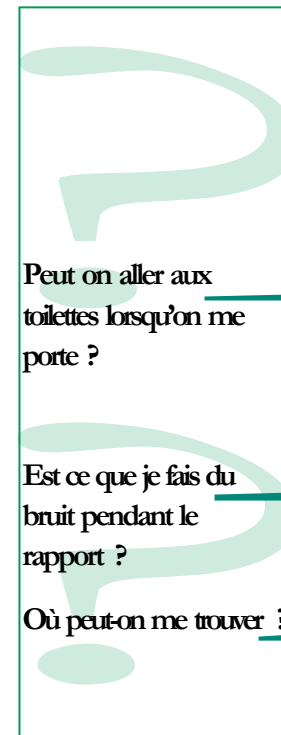 Peut on aller aux
toilettes lorsqu'on me
porte ?
Est ce que je fais du
bruit pendant le
rapport ?
Où peut-on me trouver ?